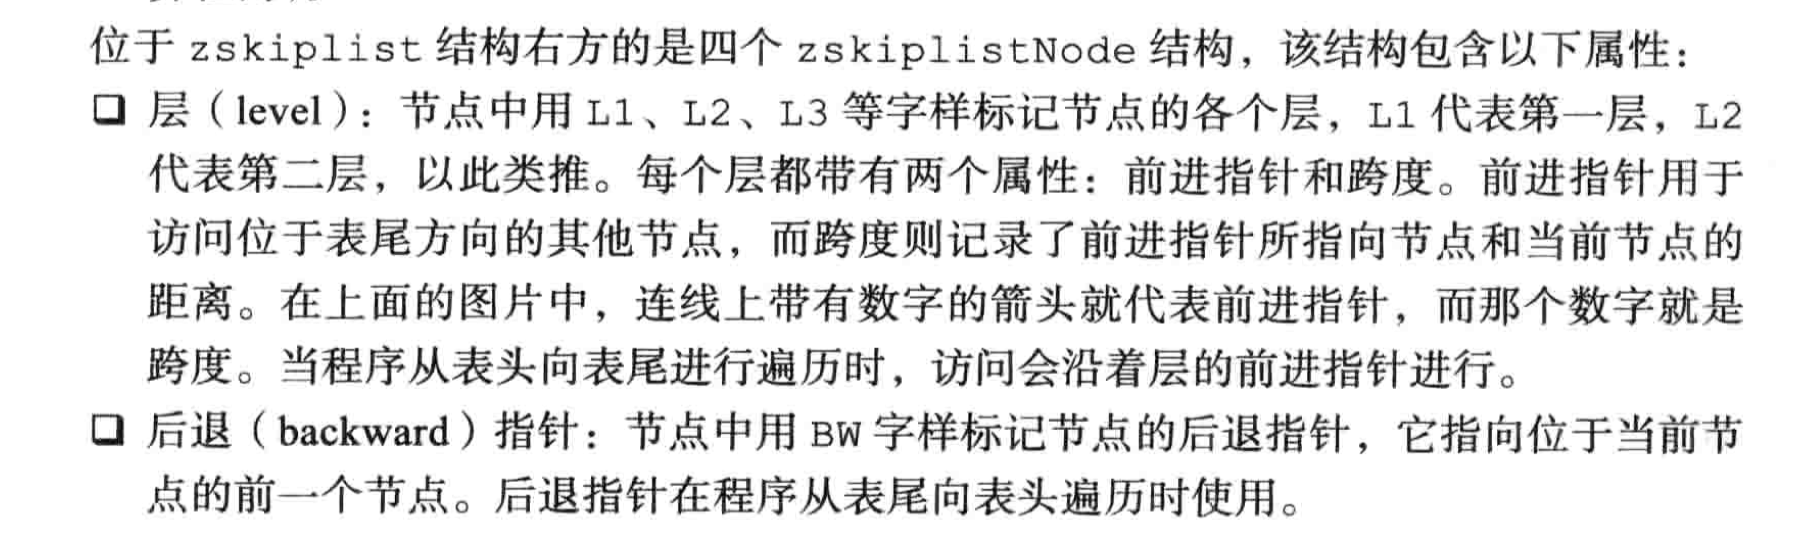 位于 zskiplist 结构右方的是四个 zskiplistNode 结构，该结构包含以下属性：
❑ 层（level）：节点中用 L1、L2、L3 等字样标记节点的各个层，L1 代表第一层，L2
代表第二层，以此类推。每个层都带有两个属性：前进指针和跨度。前进指针用于
访问位于表尾方向的其他节点，而跨度则记录了前进指针所指向节点和当前节点的
距离。在上面的图片中，连线上带有数字的箭头就代表前进指针，而那个数字就是
跨度。当程序从表头向表尾进行遍历时，访问会沿着层的前进指针进行。
❑ 后退（backward）指针：节点中用 BW 字样标记节点的后退指针，它指向位于当前节
点的前一个节点。后退指针在程序从表尾向表头遍历时使用。